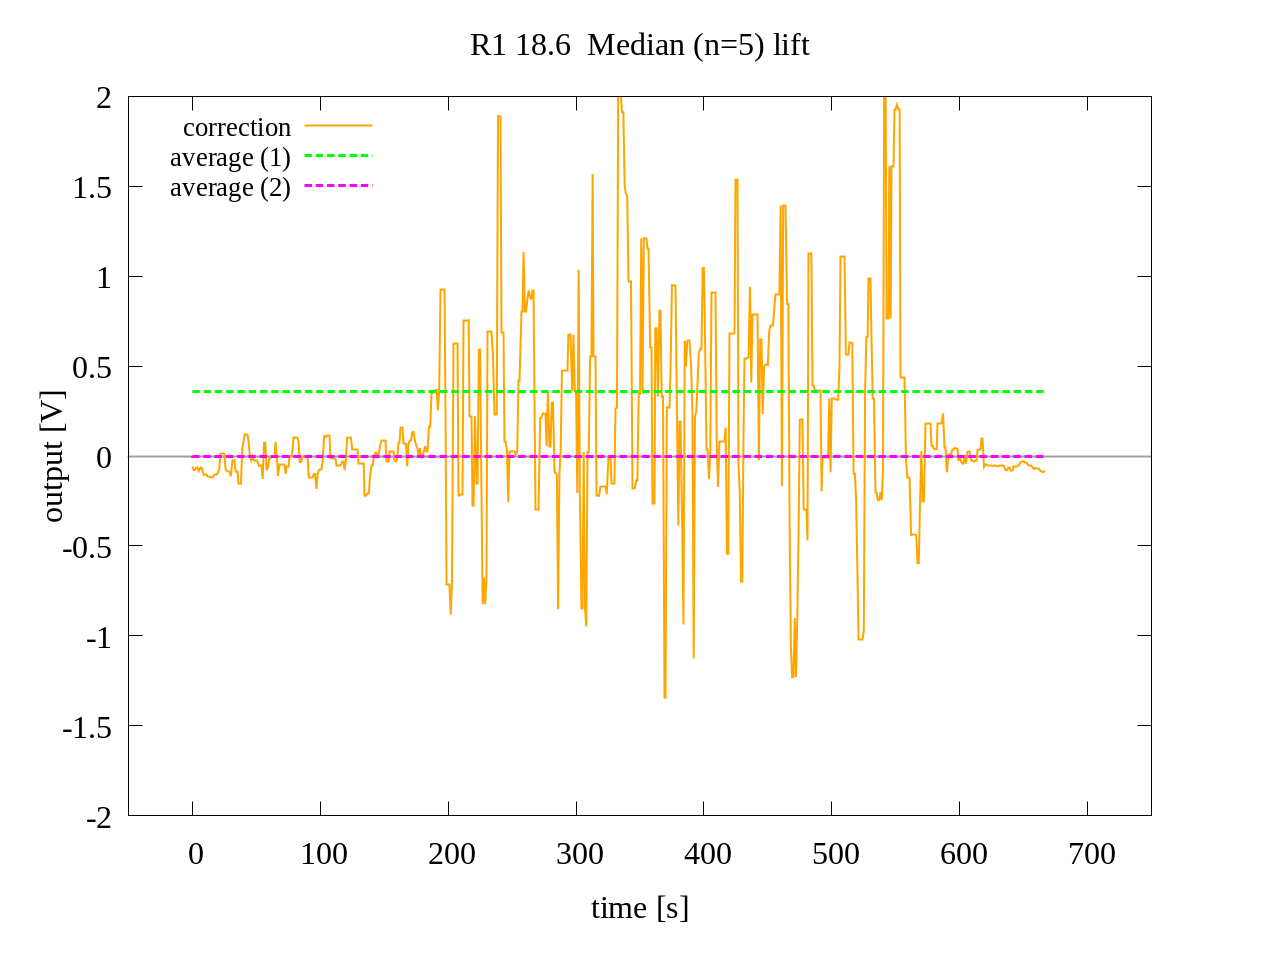 R1 18.6  Median (n=5) lift
correction
average (1)
average (2)
2
1.5
1
0.5
0
-0.5
-1
-1.5
-2
output [V]
0 100 200 300 400 500 600 700
time [s]